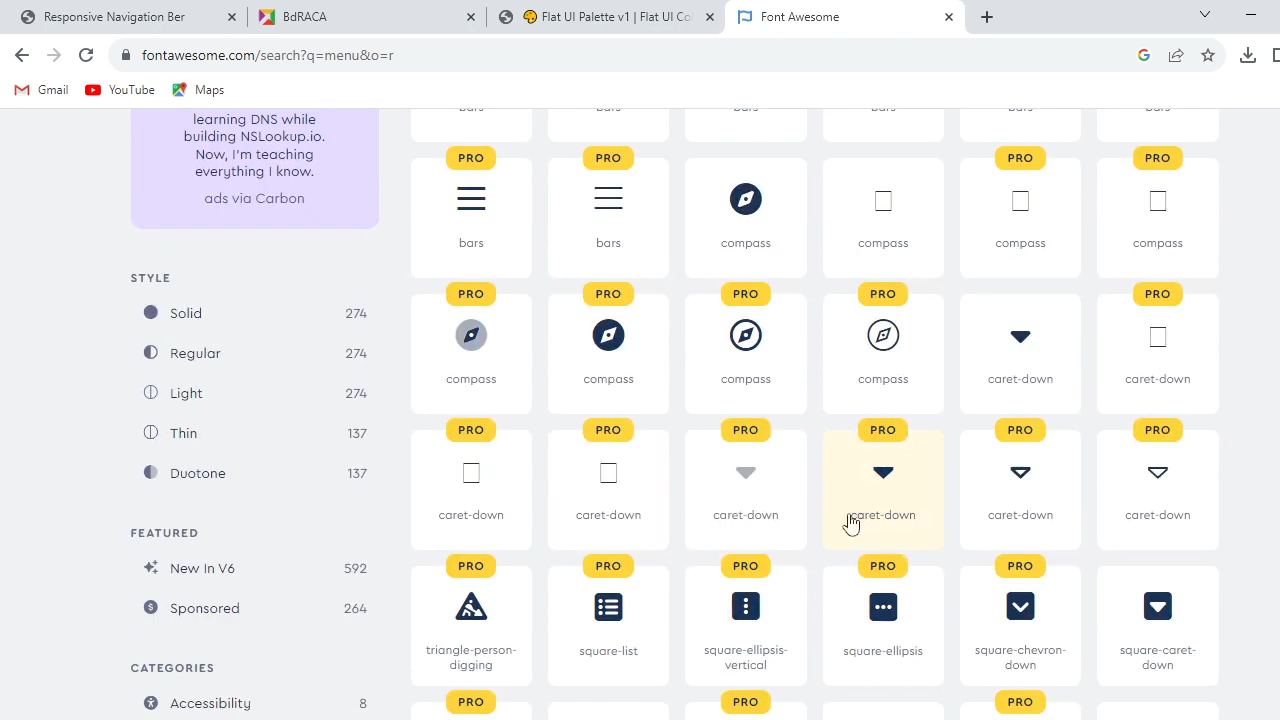 Responsive Navigation Ber
BdRACA
Flat UI Palette v1 | Flat UI Co
Font Awesome
fontawesome.com/search?q=menu&o=r
Gmail
YouTube
Maps
learning DNS while
building NSLookup.io.
Now, I'm teaching
everything I know.
ads via Carbon
bars bars bars bars bars bars
PRO PRO PRO PRO
bars bars compass compass compass compass
PRO PRO PRO PRO PRO
compass compass compass compass caret-down caret-down
PRO PRO PRO PRO PRO PRO
caret-down caret-down caret-down caret-down caret-down caret-down
PRO PRO PRO PRO PRO
triangle-person-
digging
square-list
square-ellipsis-
vertical
square-ellipsis
square-chevron-
down
square-caret-
down
PRO PRO PRO
STYLE
Solid 274
Regular 274
Light 274
Thin 137
Duotone 137
FEATURED
New In V6 592
Sponsored 264
CATEGORIES
Accessibility 8